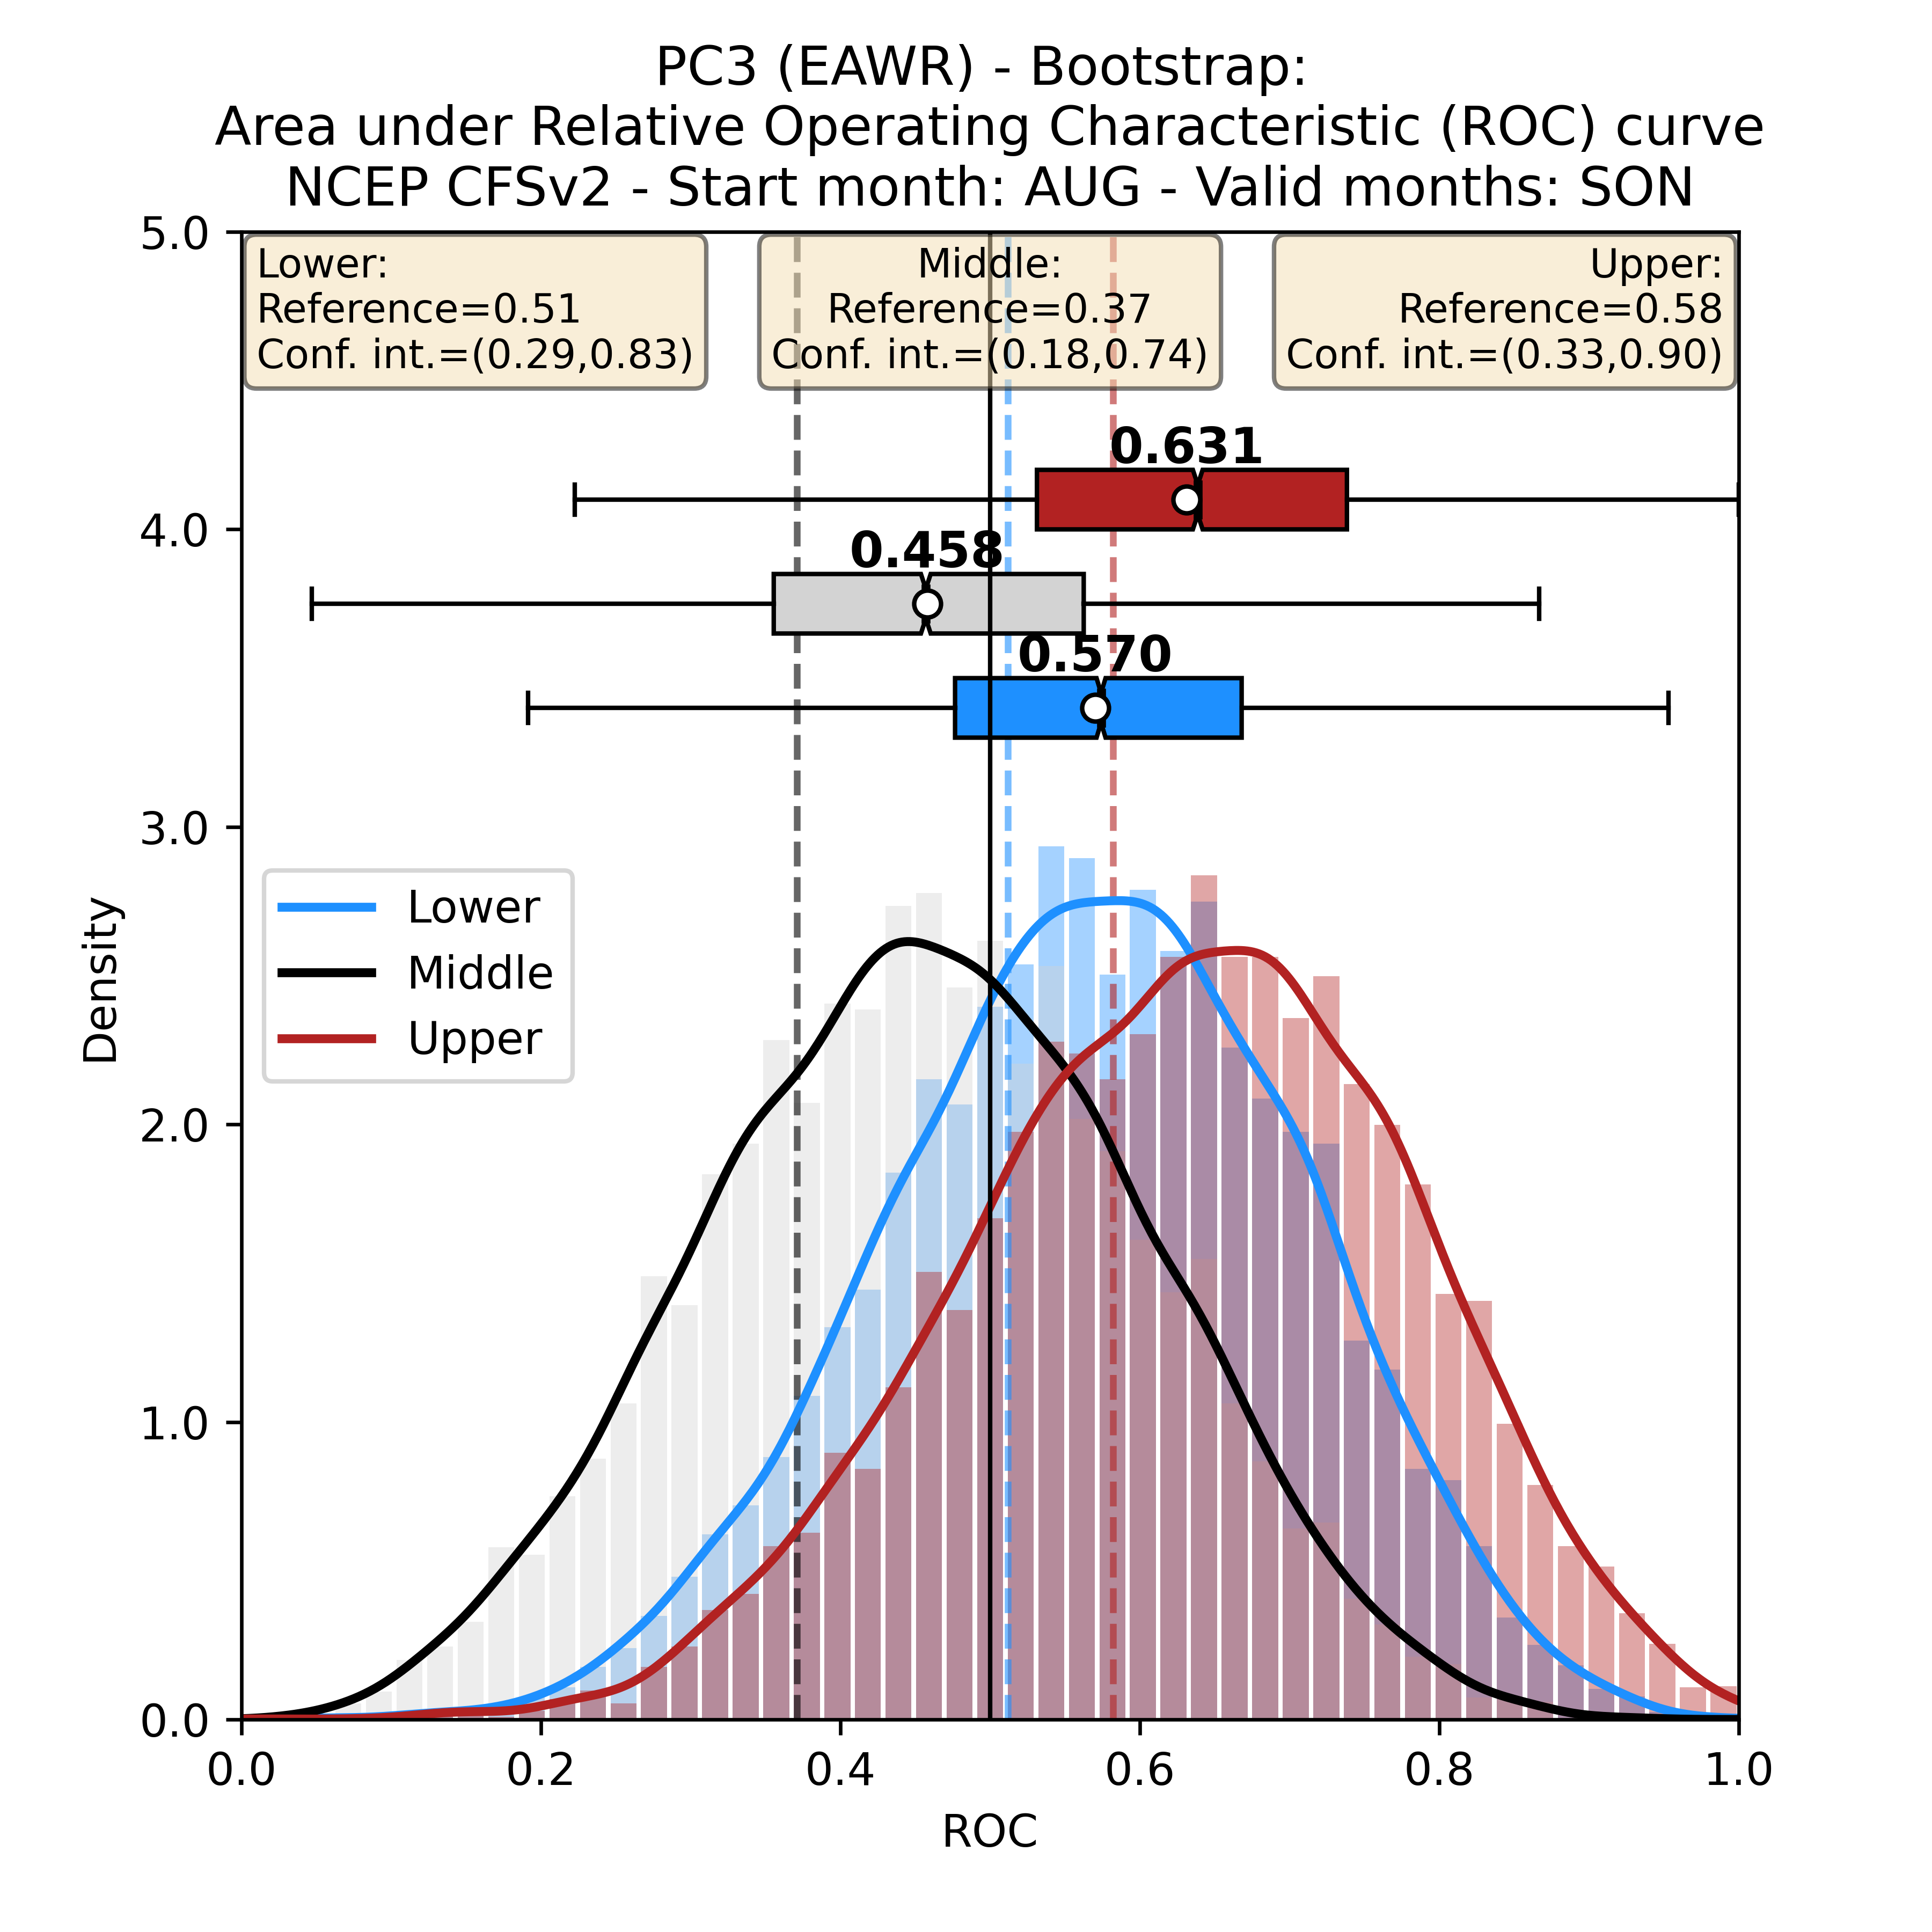 PC3 (EAWR) - Bootstrap:
Area under Relative Operating Characteristic (ROC) curve
NCEP CFSv2 - Start month: AUG - Valid months: SON
Lower:
Reference=0.51
Conf. int.=(0.29,0.83)
Middle:
Reference=0.37
Conf. int.=(0.18,0.74)
Upper:
Reference=0.58
Conf. int.=(0.33,0.90)
0.631
0.458
0.570
5.0
4.0
3.0
2.0
1.0
0.0
Density
Lower
Middle
Upper
0.0
0.2
0.4
0.6
0.8
1.0
ROC